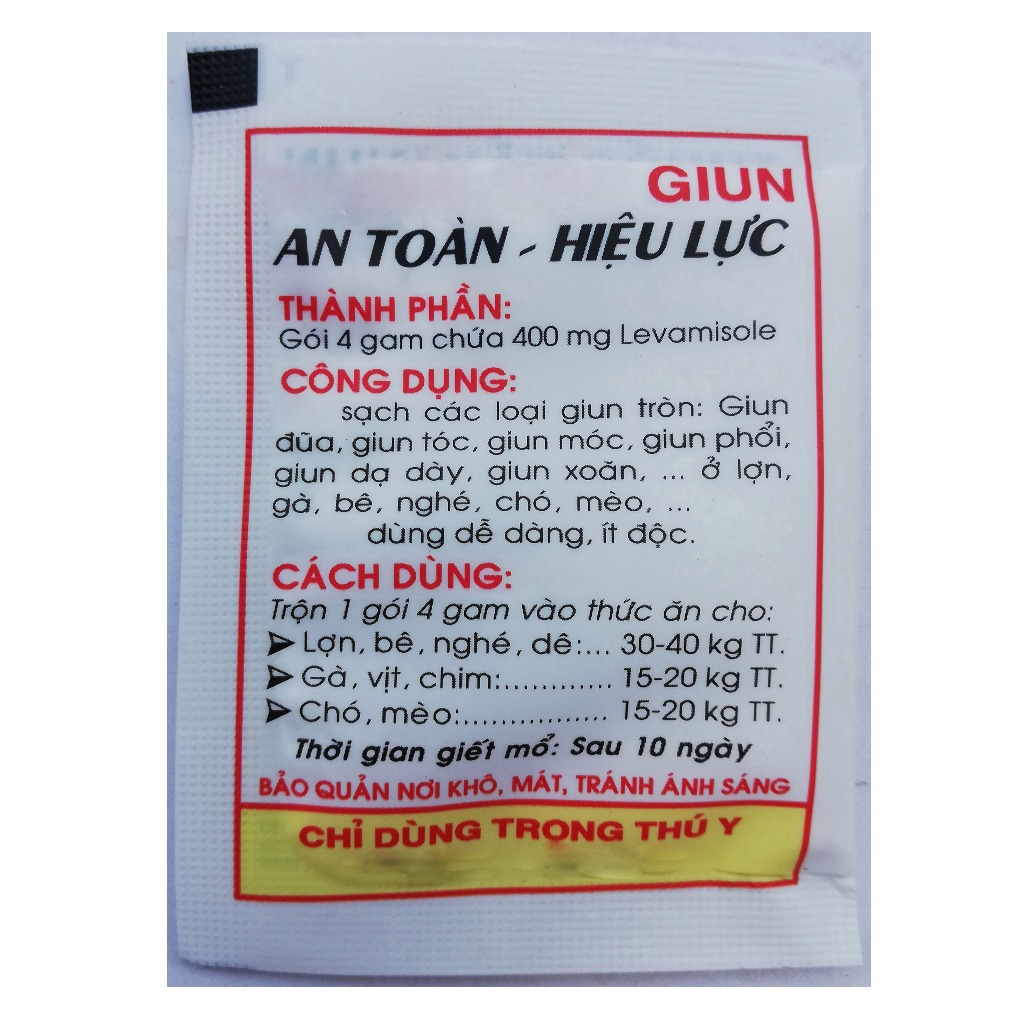 GIUN
AN TOÀN - HIỆU LỰC
THÀNH PHẦN:
Gói 4 gam chứa 400 mg Levamisole
CÔNG DỤNG:
sạch các loại giun tròn: Giun
đũa, giun tóc, giun móc, giun phổi,
giun dạ dày, giun xoăn, ... ở lợn,
gà, bê, nghé, chó, mèo, ...
dùng dễ dàng, ít độc.
CÁCH DÙNG:
Trộn 1 gói 4 gam vào thức ăn cho:
➤ Lợn, bê, nghé, dê:... 30-40 kg TT.
➤ Gà, vịt, chim:............ 15-20 kg TT.
➤ Chó, mèo:................ 15-20 kg TT.
Thời gian giết mổ: Sau 10 ngày
BẢO QUẢN NƠI KHÔ, MÁT, TRÁNH ÁNH SÁNG
CHỈ DÙNG TRONG THÚ Y